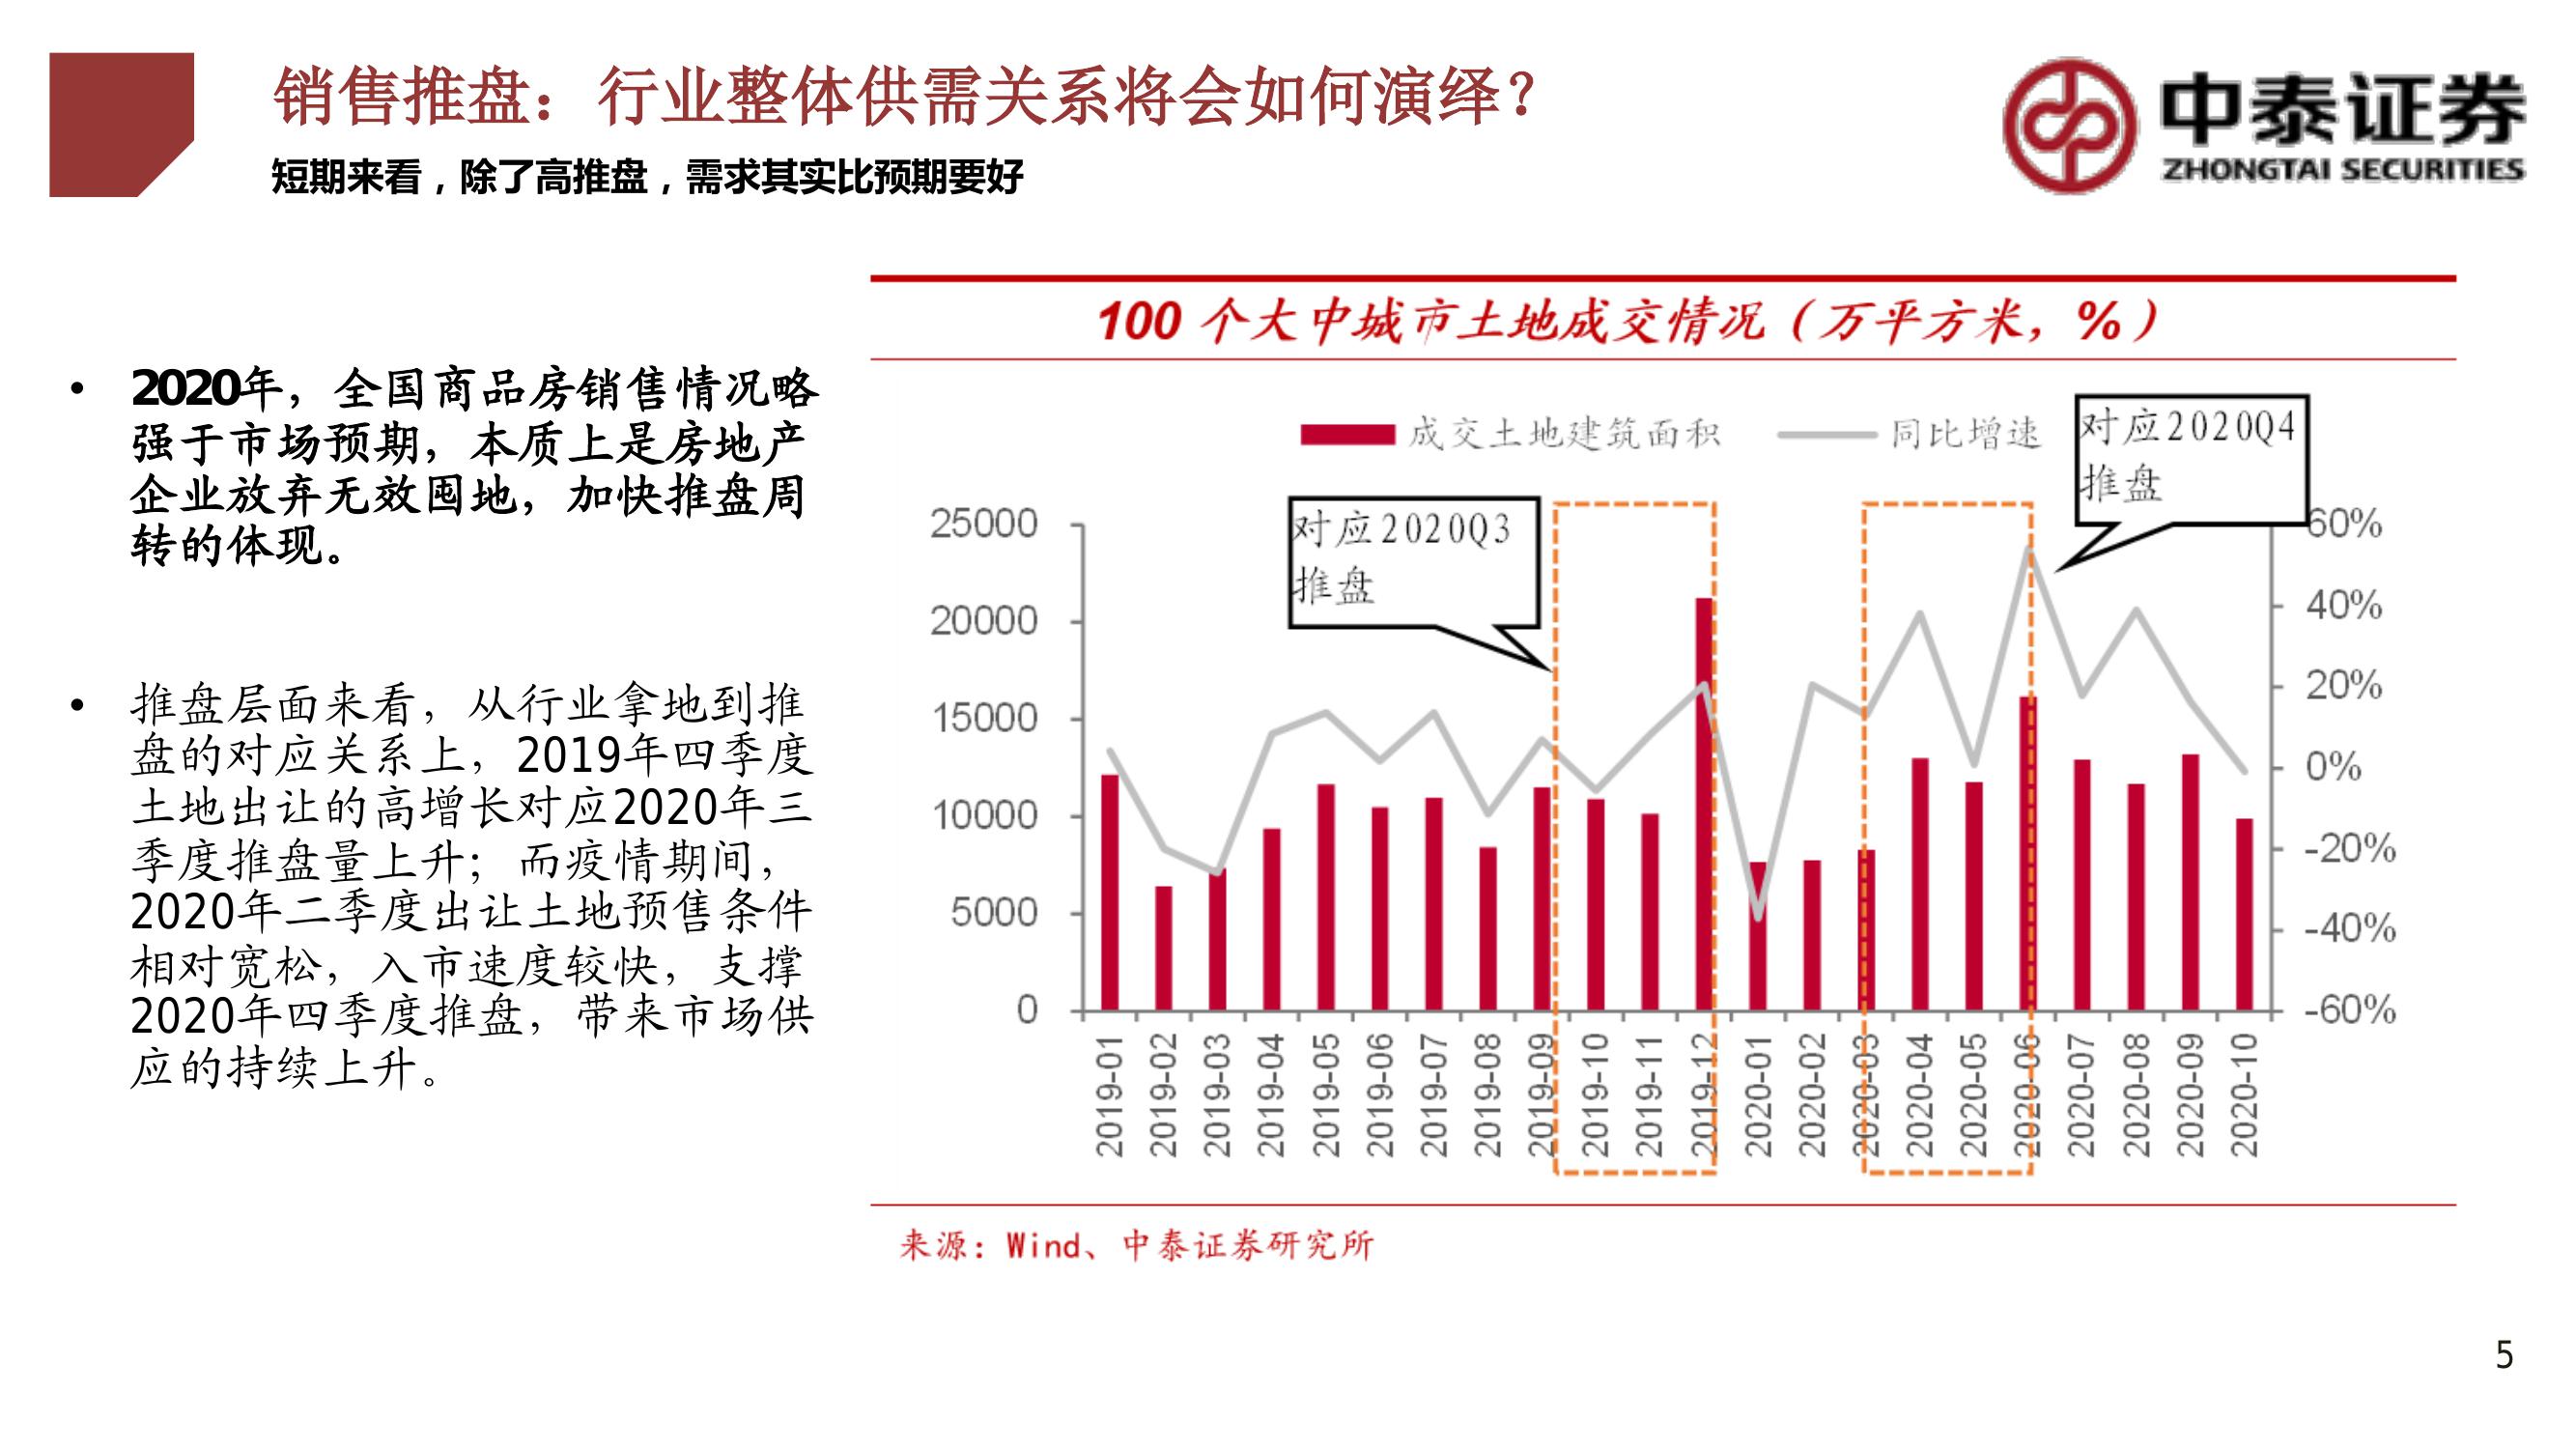 销售推盘：行业整体供需关系将会如何演绎？
短期来看，除了高推盘，需求其实比预期要好
中泰证券
ZHONGTAI SECURITIES
• 2020年，全国商品房销售情况略
强于市场预期，本质上是房地产
企业放弃无效囤地，加快推盘周
转的体现。
• 推盘层面来看，从行业拿地到推
盘的对应关系上，2019年四季度
土地出让的高增长对应2020年三
季度推盘量上升；而疫情期间，
2020年二季度出让土地预售条件
相对宽松，入市速度较快，支撑
2020年四季度推盘，带来市场供
应的持续上升。
100 个大中城市土地成交情况（万平方米，%）
成交土地建筑面积 同比增速
对应2020Q4
推盘
对应2020Q3
推盘
25000
20000
15000
10000
5000
0
60%
40%
20%
0%
-20%
-40%
-60%
2019-01
2019-02
2019-03
2019-04
2019-05
2019-06
2019-07
2019-08
2019-09
2019-10
2019-11
2019-12
2020-01
2020-02
2020-03
2020-04
2020-05
2020-06
2020-07
2020-08
2020-09
2020-10
来源：Wind、中泰证券研究所
5